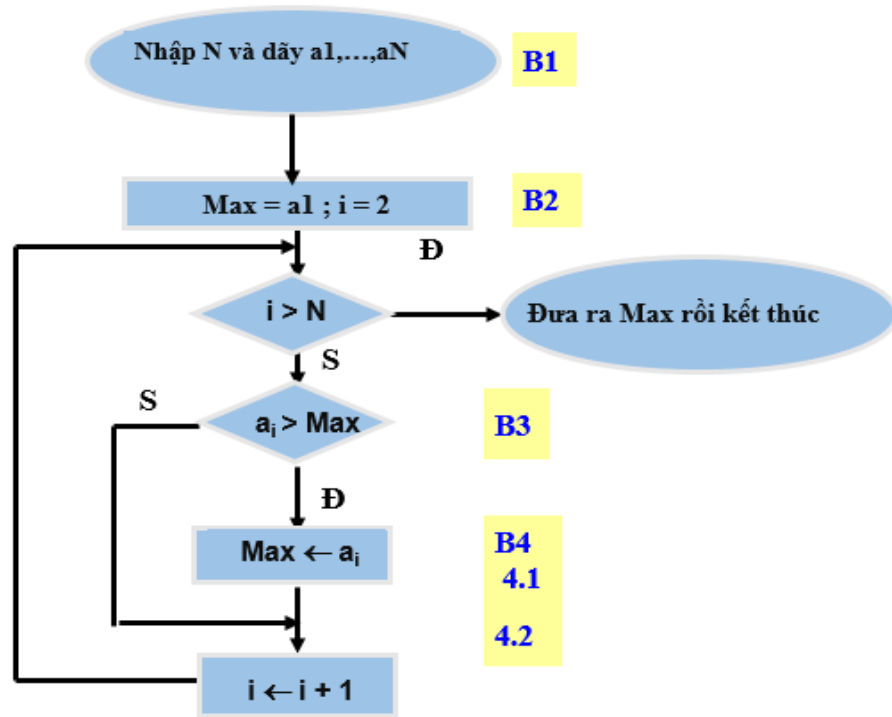 Nhập N và dãy a1,…,aN
B1
Max = a1 ; i = 2
B2
Đ
i > N
Đưa ra Max rồi kết thúc
S
S
aᵢ > Max
B3
Đ
Max ← aᵢ
B4
4.1
4.2
i ← i + 1